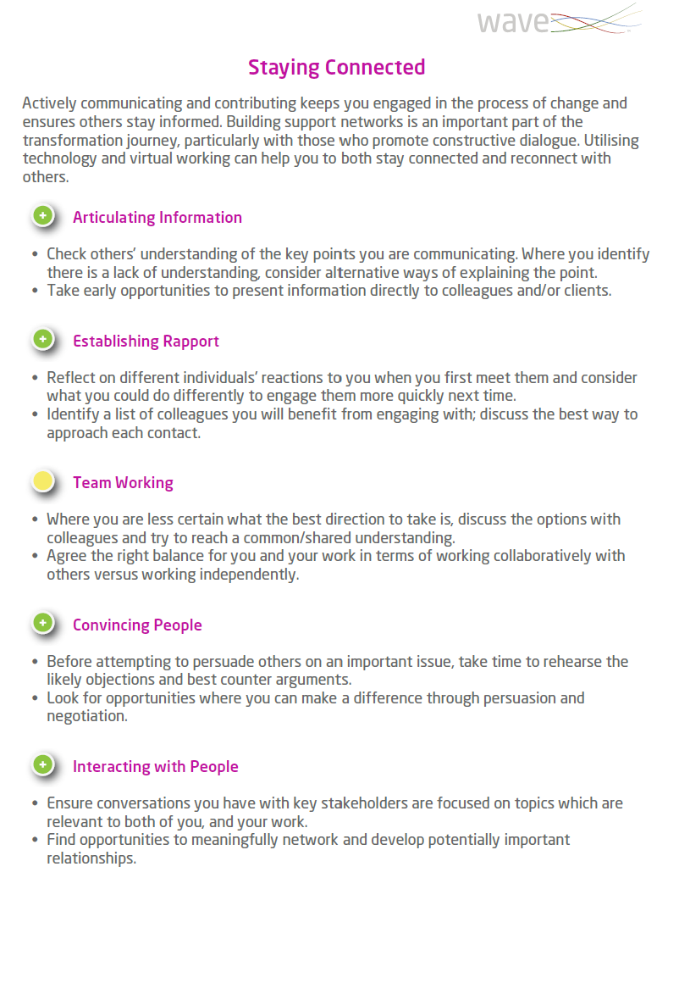 wave
Staying Connected
Actively communicating and contributing keeps you engaged in the process of change and
ensures others stay informed. Building support networks is an important part of the
transformation journey, particularly with those who promote constructive dialogue. Utilising
technology and virtual working can help you to both stay connected and reconnect with
others.
Articulating Information
• Check others' understanding of the key points you are communicating. Where you identify
there is a lack of understanding, consider alternative ways of explaining the point.
• Take early opportunities to present information directly to colleagues and/or clients.
Establishing Rapport
• Reflect on different individuals' reactions to you when you first meet them and consider
what you could do differently to engage them more quickly next time.
• Identify a list of colleagues you will benefit from engaging with; discuss the best way to
approach each contact.
Team Working
• Where you are less certain what the best direction to take is, discuss the options with
colleagues and try to reach a common/shared understanding.
• Agree the right balance for you and your work in terms of working collaboratively with
others versus working independently.
Convincing People
• Before attempting to persuade others on an important issue, take time to rehearse the
likely objections and best counter arguments.
• Look for opportunities where you can make a difference through persuasion and
negotiation.
Interacting with People
• Ensure conversations you have with key stakeholders are focused on topics which are
relevant to both of you, and your work.
• Find opportunities to meaningfully network and develop potentially important
relationships.